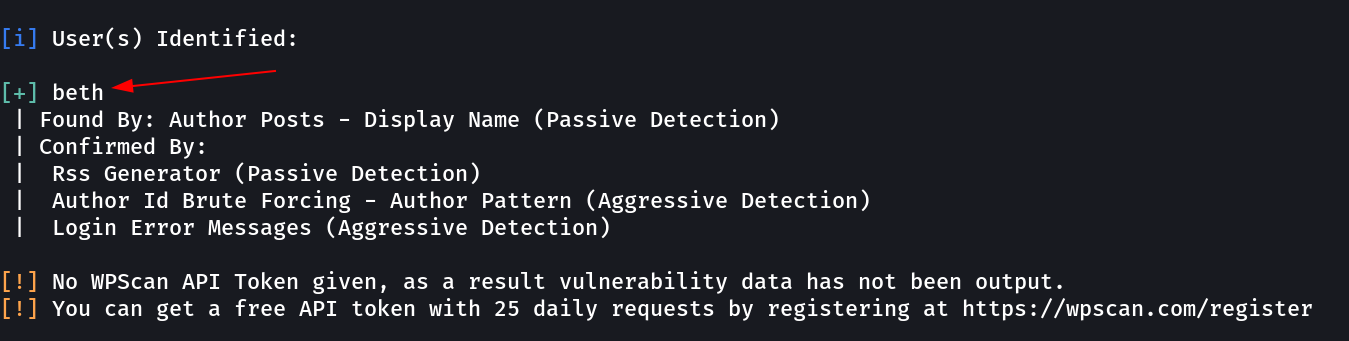 [i] User(s) Identified:
[+] beth
| Found By: Author Posts - Display Name (Passive Detection)
| Confirmed By:
|  Rss Generator (Passive Detection)
|  Author Id Brute Forcing - Author Pattern (Aggressive Detection)
|  Login Error Messages (Aggressive Detection)
[!] No WPScan API Token given, as a result vulnerability data has not been output.
[!] You can get a free API token with 25 daily requests by registering at https://wpscan.com/register